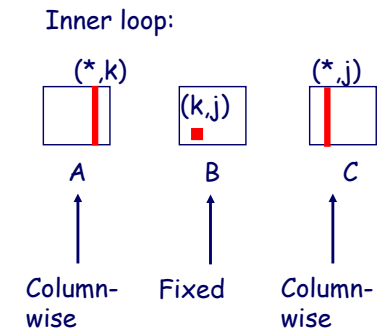 Inner loop:
(*,k)
(k,j)
(*,j)
A
B
C
Column-
wise
Fixed
Column-
wise